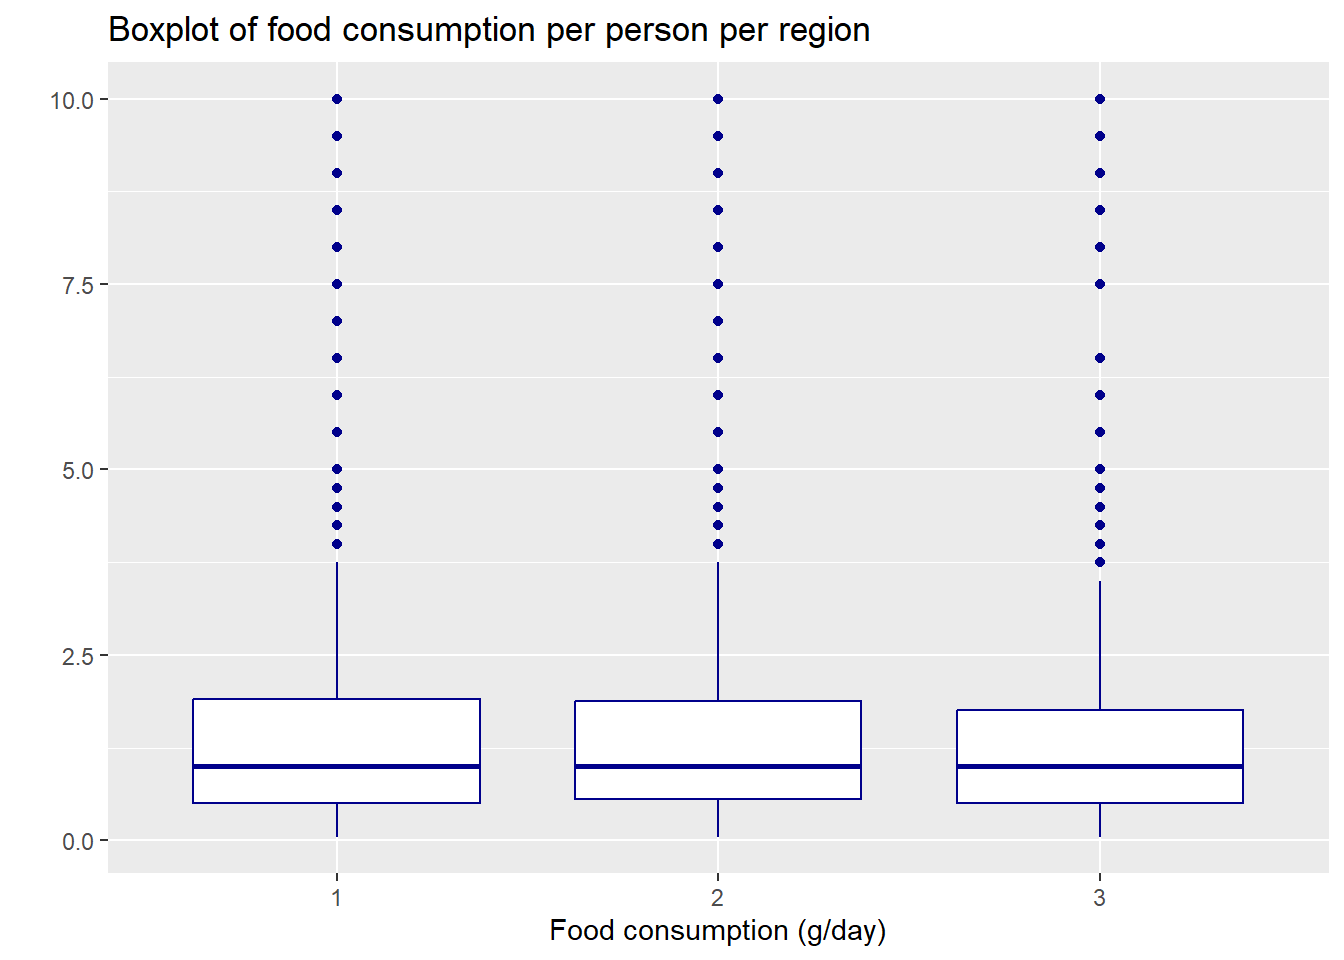 Boxplot of food consumption per person per region
10.0
7.5
5.0
2.5
0.0
1 2 3
Food consumption (g/day)